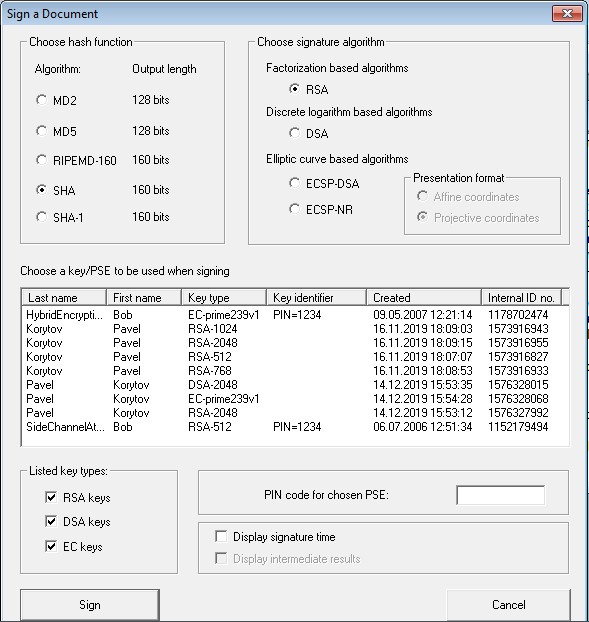 Sign a Document
Choose hash function
Algorithm: Output length
MD2 128 bits
MD5 128 bits
RIPEMD-160 160 bits
SHA 160 bits
SHA-1 160 bits
Choose signature algorithm
Factorization based algorithms
RSA
Discrete logarithm based algorithms
DSA
Elliptic curve based algorithms
ECSP-DSA
ECSP-NR
Presentation format
Affine coordinates
Projective coordinates
Choose a key/PSE to be used when signing
Last name First name Key type Key identifier Created Internal ID no.
HybridEncrypti... Bob EC-prime239v1 PIN=1234 09.05.2007 12:21:14 1178702474
Korytov Pavel RSA-1024 16.11.2019 18:09:03 1573916943
Korytov Pavel RSA-2048 16.11.2019 18:09:15 1573916955
Korytov Pavel RSA-512 16.11.2019 18:07:07 1573916827
Korytov Pavel RSA-768 16.11.2019 18:08:53 1573916933
Pavel Korytov DSA-2048 14.12.2019 15:53:35 1576328015
Pavel Korytov EC-prime239v1 14.12.2019 15:54:28 1576328068
Pavel Korytov RSA-2048 14.12.2019 15:53:12 1576327992
SideChannelAt... Bob RSA-512 PIN=1234 06.07.2006 12:51:34 1152179494
Listed key types:
RSA keys
DSA keys
EC keys
PIN code for chosen PSE:
Display signature time
Display intermediate results
Sign Cancel